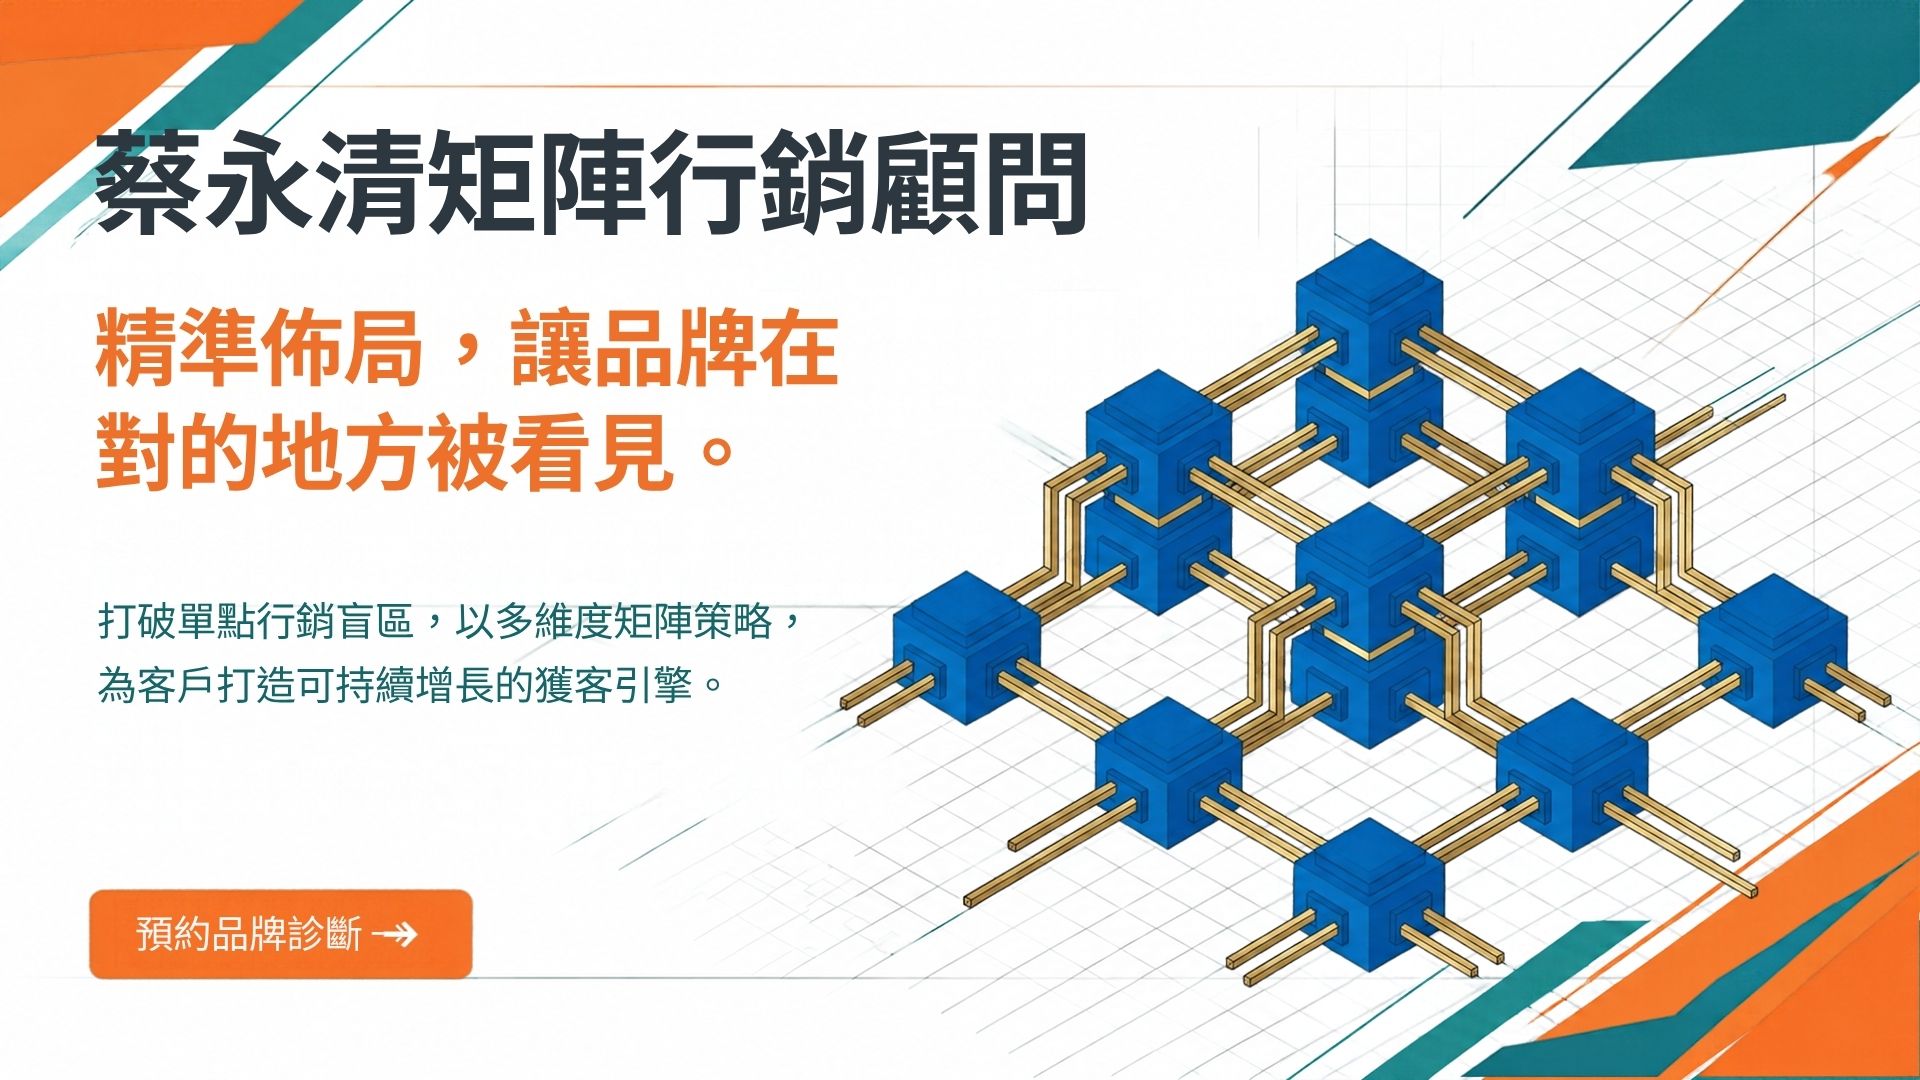 蔡永清矩陣行銷顧問
精準佈局，讓品牌在
對的地方被看見。
打破單點行銷盲區，以多維度矩陣策略，
為客戶打造可持續增長的獲客引擎。
預約品牌診斷